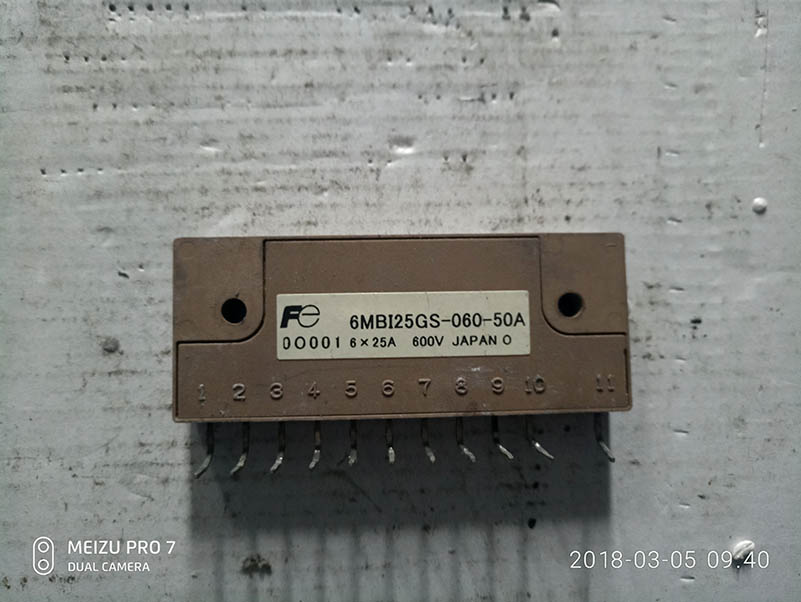 Fe 6MBI25GS-060-50A
00001 6×25A 600V JAPAN O
1 2 3 4 5 6 7 8 9 10 11
MEIZU PRO 7
DUAL CAMERA
2018-03-05 09:40